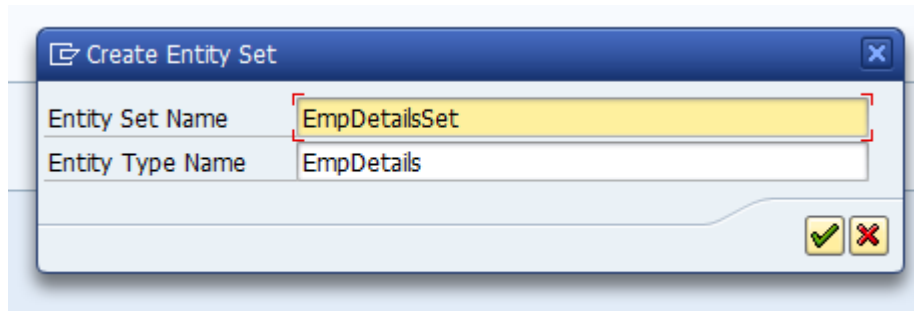 Create Entity Set
Entity Set Name EmpDetailsSet
Entity Type Name EmpDetails